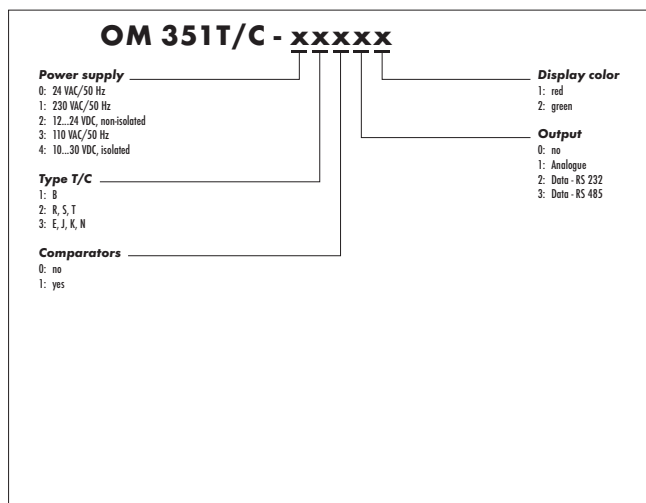 OM 351T/C - xxxxx
Power supply
0: 24 VAC/50 Hz
1: 230 VAC/50 Hz
2: 12...24 VDC, non-isolated
3: 110 VAC/50 Hz
4: 10...30 VDC, isolated
Type T/C
1: B
2: R, S, T
3: E, J, K, N
Comparators
0: no
1: yes
Display color
1: red
2: green
Output
0: no
1: Analogue
2: Data - RS 232
3: Data - RS 485